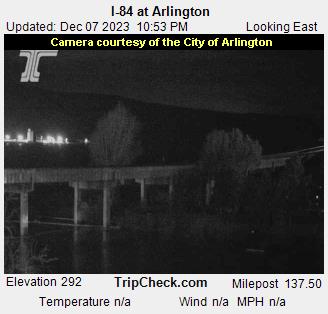 I-84 at Arlington
Updated: Dec 07 2023 10:53 PM Looking East
Camera courtesy of the City of Arlington
Elevation 292 TripCheck.com Milepost 137.50
Temperature n/a Wind n/a MPH n/a